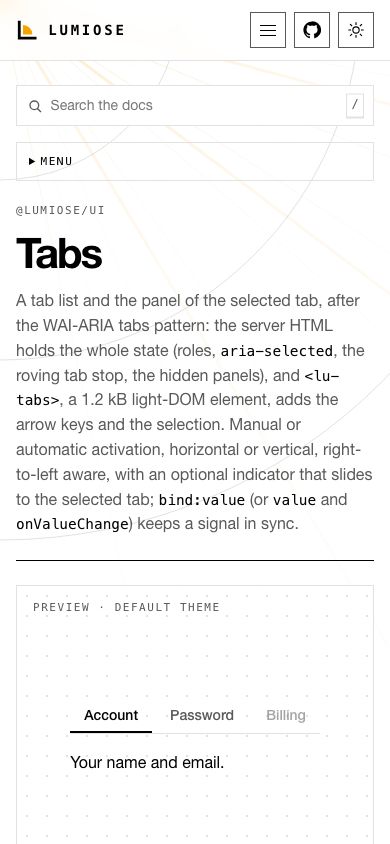 LUMIOSE
Search the docs /
MENU
@LUMIOSE/UI
Tabs
A tab list and the panel of the selected tab, after
the WAI-ARIA tabs pattern: the server HTML
holds the whole state (roles, aria-selected, the
roving tab stop, the hidden panels), and <lu-
tabs>, a 1.2 kB light-DOM element, adds the
arrow keys and the selection. Manual or
automatic activation, horizontal or vertical, right-
to-left aware, with an optional indicator that slides
to the selected tab; bind:value (or value and
onValueChange) keeps a signal in sync.
PREVIEW · DEFAULT THEME
Account Password Billing
Your name and email.